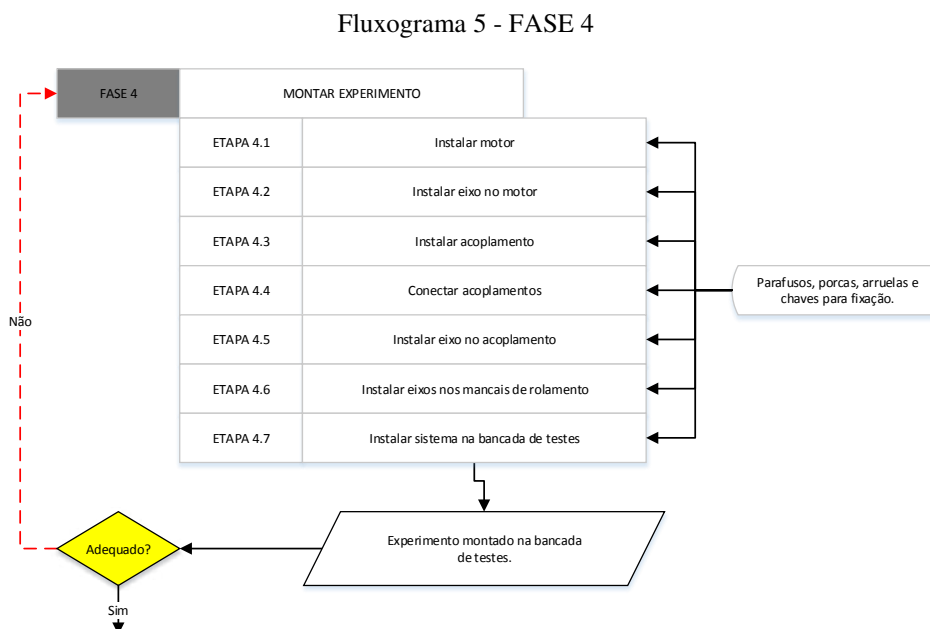 Fluxograma 5 - FASE 4
FASE 4
MONTAR EXPERIMENTO
ETAPA 4.1
Instalar motor
ETAPA 4.2
Instalar eixo no motor
ETAPA 4.3
Instalar acoplamento
ETAPA 4.4
Conectar acoplamentos
ETAPA 4.5
Instalar eixo no acoplamento
ETAPA 4.6
Instalar eixos nos mancais de rolamento
ETAPA 4.7
Instalar sistema na bancada de testes
Parafusos, porcas, arruelas e
chaves para fixação.
Não
Experimento montado na bancada
de testes.
Adequado?
Sim